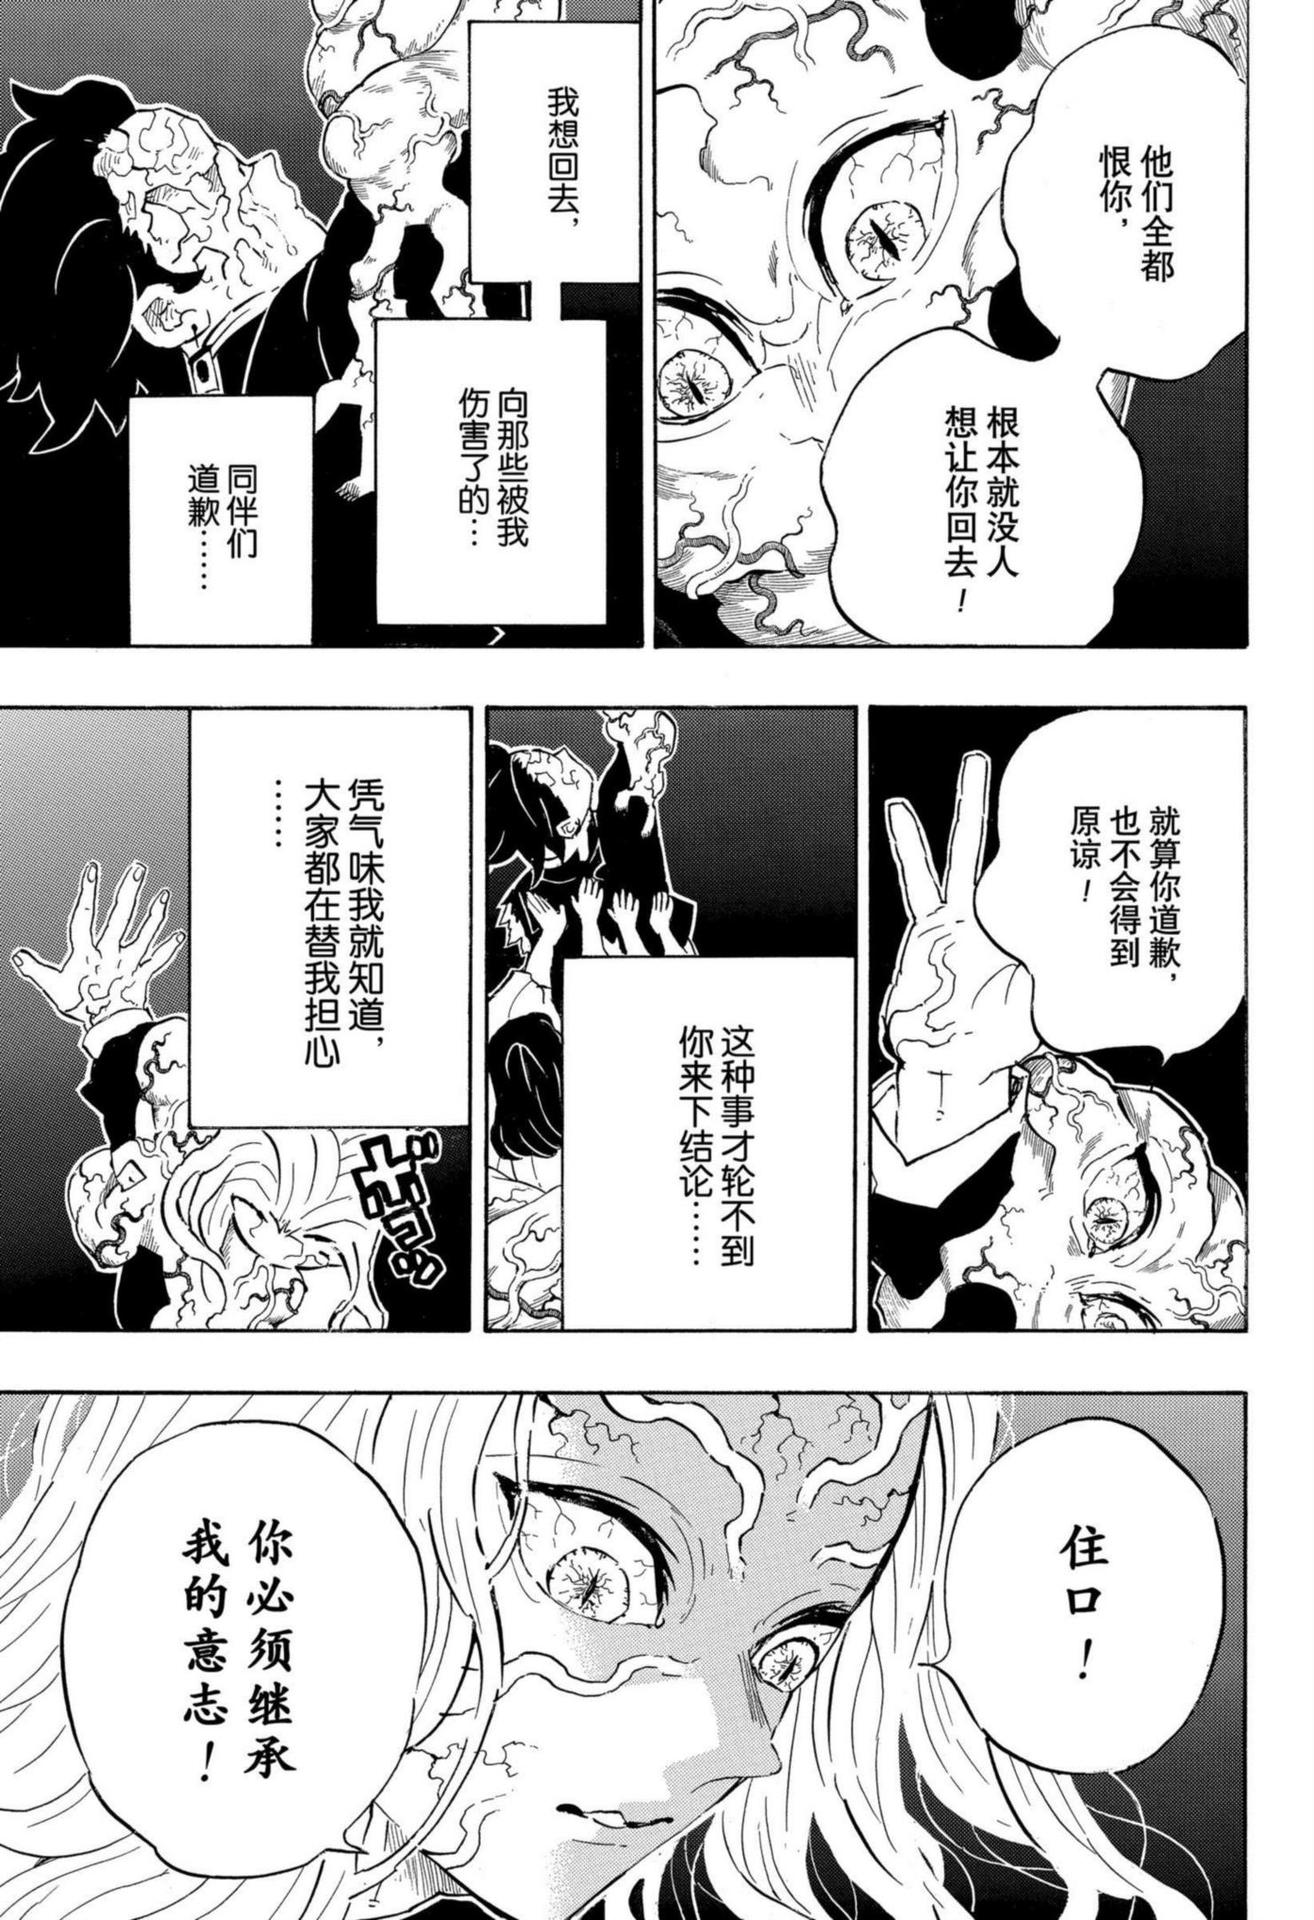 他们全都
恨你，
根本就没人
想让你回去！
我想回去，
向那些被我
伤害了的…
同伴们
道歉……
就算你道歉，
也不会得到
原谅！
这种事才轮不到
你来下结论……
凭气味我就知道，
大家都在替我担心
……
住口！
你必须继承
我的意志！